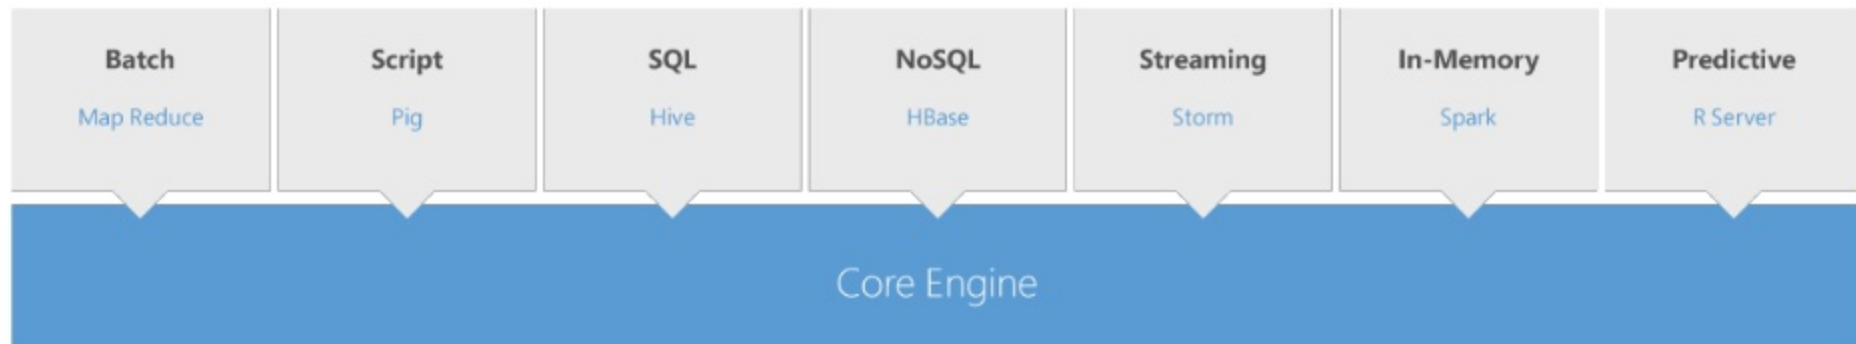 Batch Script SQL NoSQL Streaming In-Memory Predictive
Map Reduce Pig Hive HBase Storm Spark R Server
Core Engine